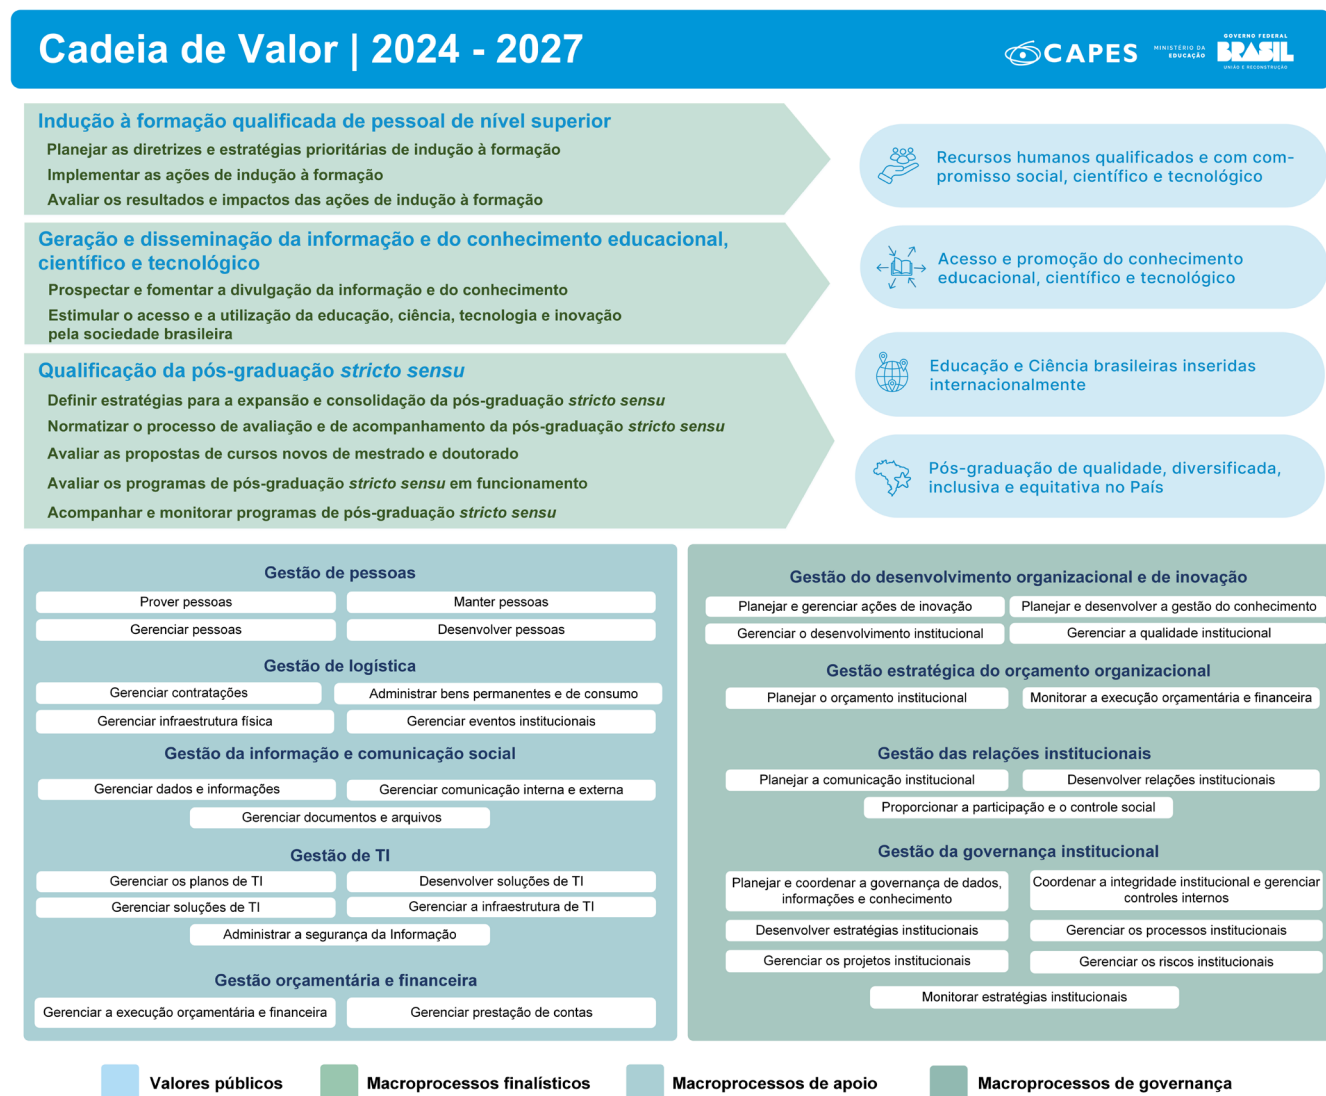 Cadeia de Valor | 2024 - 2027
CAPES
MINISTÉRIO DA
EDUCAÇÃO
GOVERNO FEDERAL
BRASIL
UNIÃO E RECONSTRUÇÃO
Indução à formação qualificada de pessoal de nível superior
Planejar as diretrizes e estratégias prioritárias de indução à formação
Implementar as ações de indução à formação
Avaliar os resultados e impactos das ações de indução à formação
Geração e disseminação da informação e do conhecimento educacional,
científico e tecnológico
Prospectar e fomentar a divulgação da informação e do conhecimento
Estimular o acesso e a utilização da educação, ciência, tecnologia e inovação
pela sociedade brasileira
Qualificação da pós-graduação stricto sensu
Definir estratégias para a expansão e consolidação da pós-graduação stricto sensu
Normatizar o processo de avaliação e de acompanhamento da pós-graduação stricto sensu
Avaliar as propostas de cursos novos de mestrado e doutorado
Avaliar os programas de pós-graduação stricto sensu em funcionamento
Acompanhar e monitorar programas de pós-graduação stricto sensu
Recursos humanos qualificados e com com-
promisso social, científico e tecnológico
Acesso e promoção do conhecimento
educacional, científico e tecnológico
Educação e Ciência brasileiras inseridas
internacionalmente
Pós-graduação de qualidade, diversificada,
inclusiva e equitativa no País
Gestão de pessoas
Prover pessoas
Manter pessoas
Gerenciar pessoas
Desenvolver pessoas
Gestão de logística
Gerenciar contratações
Administrar bens permanentes e de consumo
Gerenciar infraestrutura física
Gerenciar eventos institucionais
Gestão da informação e comunicação social
Gerenciar dados e informações
Gerenciar comunicação interna e externa
Gerenciar documentos e arquivos
Gestão de TI
Gerenciar os planos de TI
Desenvolver soluções de TI
Gerenciar soluções de TI
Gerenciar a infraestrutura de TI
Administrar a segurança da Informação
Gestão orçamentária e financeira
Gerenciar a execução orçamentária e financeira
Gerenciar prestação de contas
Gestão do desenvolvimento organizacional e de inovação
Planejar e gerenciar ações de inovação
Planejar e desenvolver a gestão do conhecimento
Gerenciar o desenvolvimento institucional
Gerenciar a qualidade institucional
Gestão estratégica do orçamento organizacional
Planejar o orçamento institucional
Monitorar a execução orçamentária e financeira
Gestão das relações institucionais
Planejar a comunicação institucional
Desenvolver relações institucionais
Proporcionar a participação e o controle social
Gestão da governança institucional
Planejar e coordenar a governança de dados,
informações e conhecimento
Coordenar a integridade institucional e gerenciar
controles internos
Desenvolver estratégias institucionais
Gerenciar os processos institucionais
Gerenciar os projetos institucionais
Gerenciar os riscos institucionais
Monitorar estratégias institucionais
Valores públicos
Macroprocessos finalísticos
Macroprocessos de apoio
Macroprocessos de governança